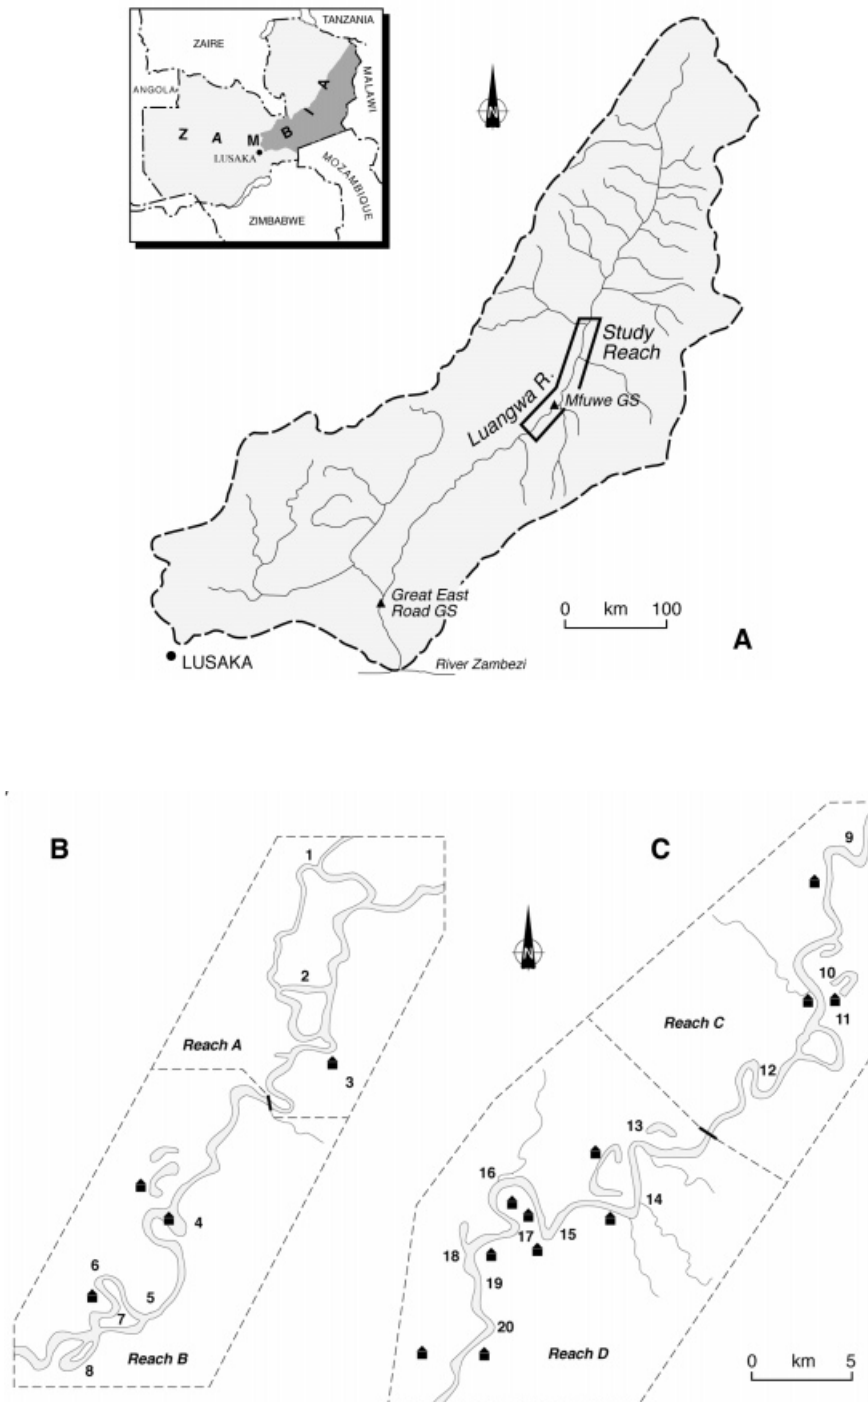 TANZANIA
ZAIRE
ANGOLA
MALAWI
Z A M B I A
LUSAKA
MOZAMBIQUE
ZIMBABWE
N
Study
Reach
Luangwa R.
Mfuwe GS
Great East
Road GS
0 km 100
A
LUSAKA
River Zambezi
B
1
2
Reach A
3
4
6
5
7
8
Reach B
N
C
9
10
11
Reach C
12
13
16
14
17
15
18
19
20
Reach D
0 km 5